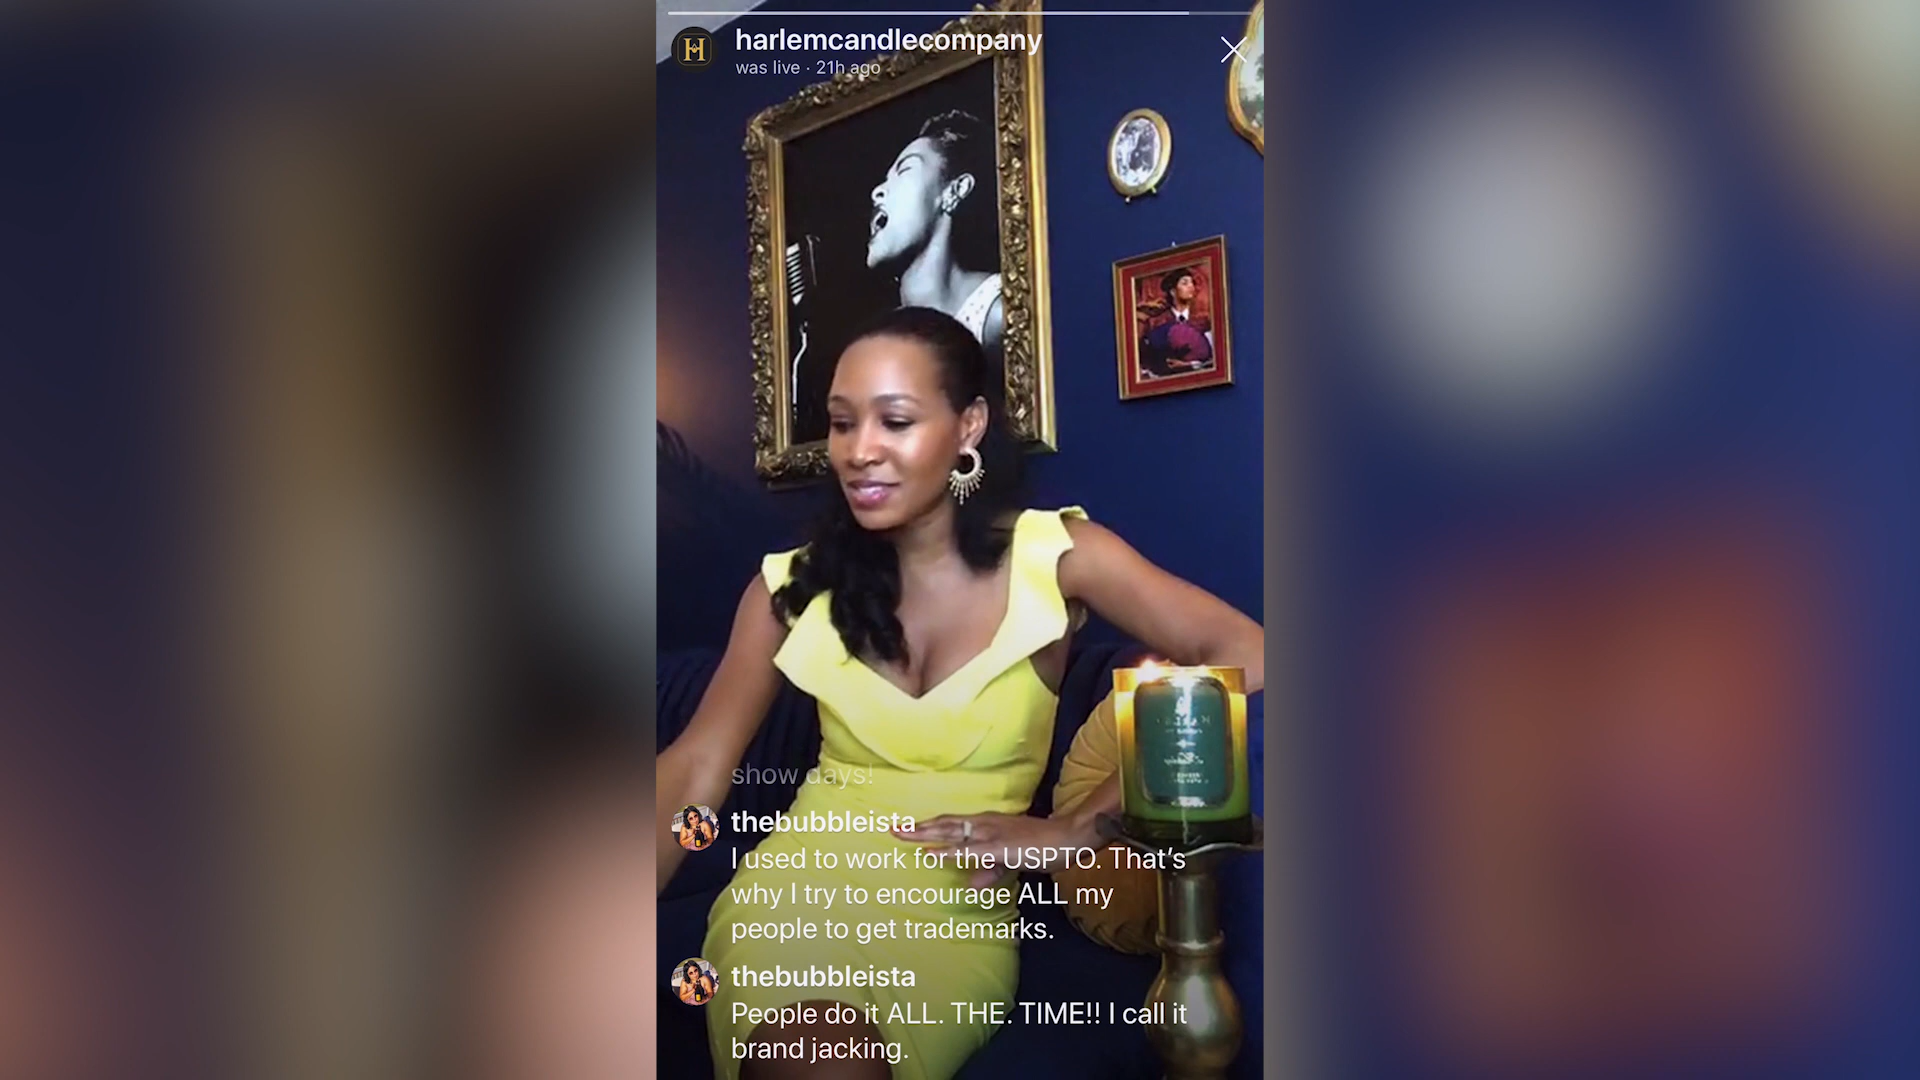 H
harlemcandlecompany
was live · 21h ago
show days!
thebubbleista
I used to work for the USPTO. That's
why I try to encourage ALL my
people to get trademarks.
thebubbleista
People do it ALL. THE. TIME!! I call it
brand jacking.